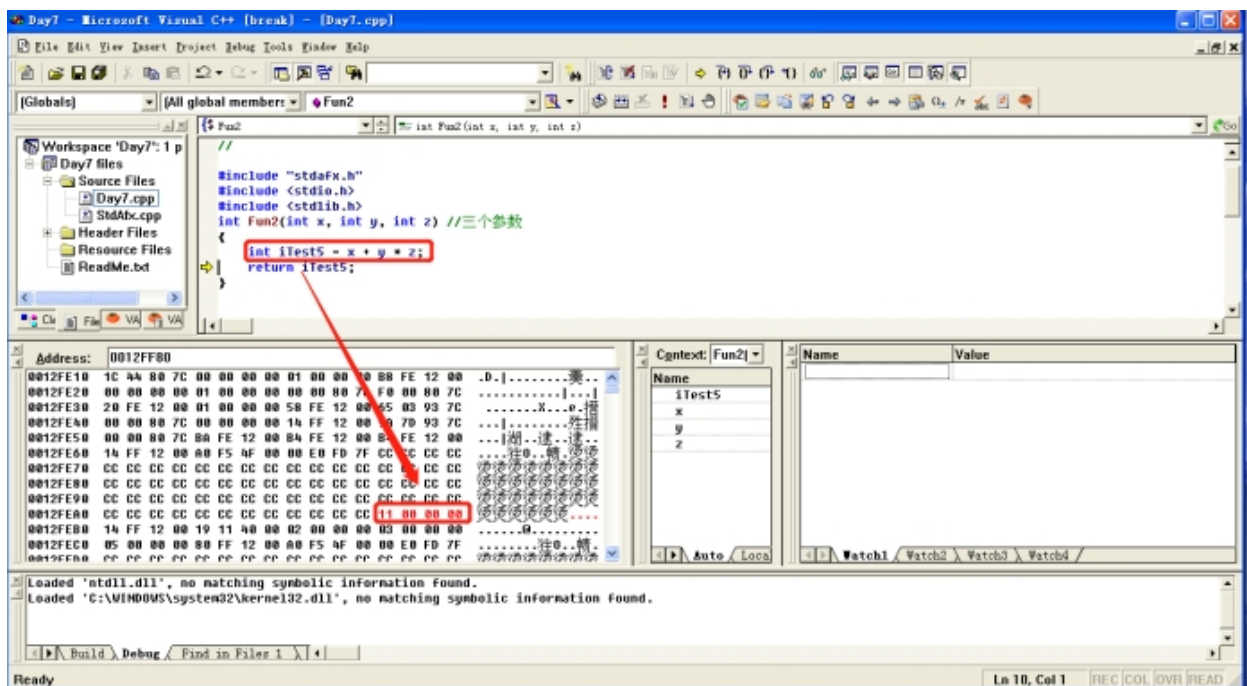 Day7 - Microsoft Visual C++ [break] - [Day7.cpp]
File Edit View Insert Project Debug Tools Window Help
(Globals) (All global members Fun2
Fun2 int Fun2(int x, int y, int z) Go
Workspace 'Day7': 1 p
Day7 files
Source Files
Day7.cpp
StdAfx.cpp
Header Files
Resource Files
ReadMe.txt
Cla File VA VA
//
#include "stdafx.h"
#include <stdio.h>
#include <stdlib.h>
int Fun2(int x, int y, int z) //三个参数
{
int iTest5 = x + y * z;
return iTest5;
}
Address: 0012FF80
0012FE10 1C 44 80 7C 00 00 00 00 01 00 00 00 B8 FE 12 00
0012FE20 00 00 00 00 01 00 00 00 00 00 80 7C F0 00 80 7C
0012FE30 20 FE 12 00 01 00 00 00 58 FE 12 00 65 03 93 7C
0012FE40 00 00 80 7C 00 00 00 00 14 FF 12 00 7D 93 7C
0012FE50 00 00 80 7C BA FE 12 00 B4 FE 12 00 B4 FE 12 00
0012FE60 14 FF 12 00 A0 F5 4F 00 00 E0 FD 7F CC CC CC CC
0012FE70 CC CC CC CC CC CC CC CC CC CC CC CC CC CC CC CC
0012FE80 CC CC CC CC CC CC CC CC CC CC CC CC CC CC CC CC
0012FE90 CC CC CC CC CC CC CC CC CC CC CC CC CC CC CC CC
0012FEA0 CC CC CC CC CC CC CC CC CC CC CC CC 11 00 00 00
0012FEB0 14 FF 12 00 19 11 40 00 02 00 00 00 03 00 00 00
0012FEC0 05 00 00 00 80 FF 12 00 A0 F5 4F 00 00 E0 FD 7F
Context: Fun2(
Name
iTest5
x
y
z
Auto Loca
Name Value
Watch1 Watch2 Watch3 Watch4
Loaded 'ntdll.dll', no matching symbolic information found.
Loaded 'C:\WINDOWS\system32\kernel32.dll', no matching symbolic information found.
Build Debug Find in Files 1
Ready Ln 10, Col 1 REC COL OVR READ